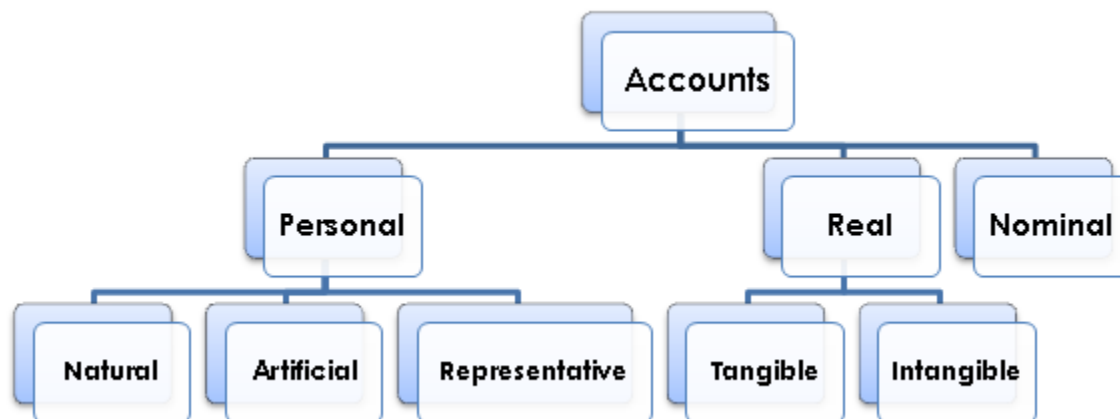 Accounts
Personal
Real
Nominal
Natural
Artificial
Representative
Tangible
Intangible